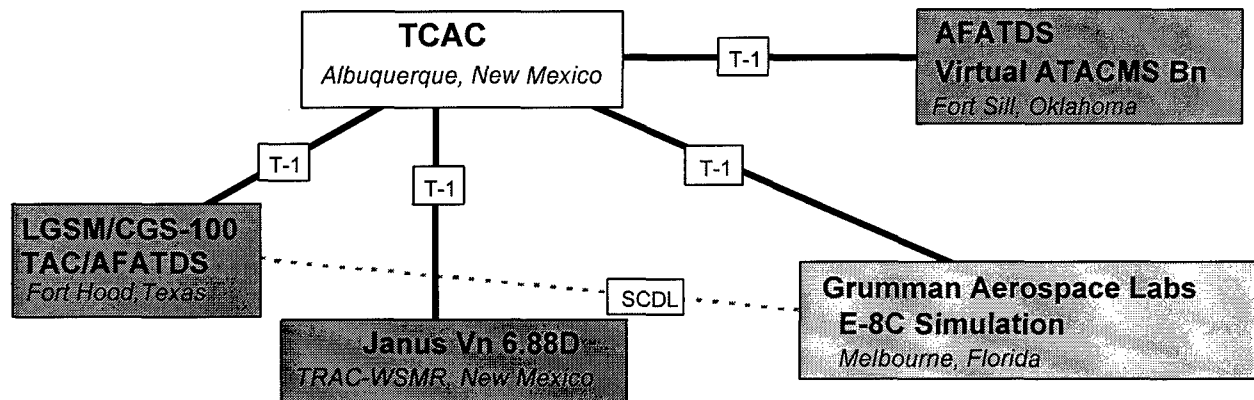 TCAC
Albuquerque, New Mexico
T-1
AFATDS
Virtual ATACMS Bn
Fort Sill, Oklahoma
T-1
T-1
T-1
LGSM/CGS-100
TAC/AFATDS
Fort Hood,Texas
SCDL
Grumman Aerospace Labs
E-8C Simulation
Melbourne, Florida
Janus Vn 6.88D
TRAC-WSMR, New Mexico